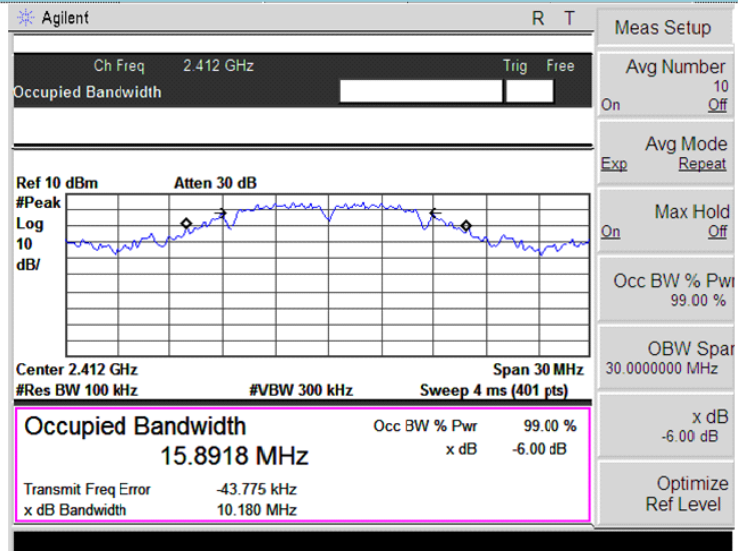 Agilent R T
Ch Freq 2.412 GHz Trig Free
Occupied Bandwidth
Ref 10 dBm Atten 30 dB
#Peak
Log
10
dB/
Center 2.412 GHz Span 30 MHz
#Res BW 100 kHz #VBW 300 kHz Sweep 4 ms (401 pts)
Occupied Bandwidth Occ BW % Pwr 99.00 %
15.8918 MHz x dB -6.00 dB
Transmit Freq Error -43.775 kHz
x dB Bandwidth 10.180 MHz
Meas Setup
Avg Number
10
On Off
Avg Mode
Exp Repeat
Max Hold
On Off
Occ BW % Pwr
99.00 %
OBW Span
30.0000000 MHz
x dB
-6.00 dB
Optimize
Ref Level